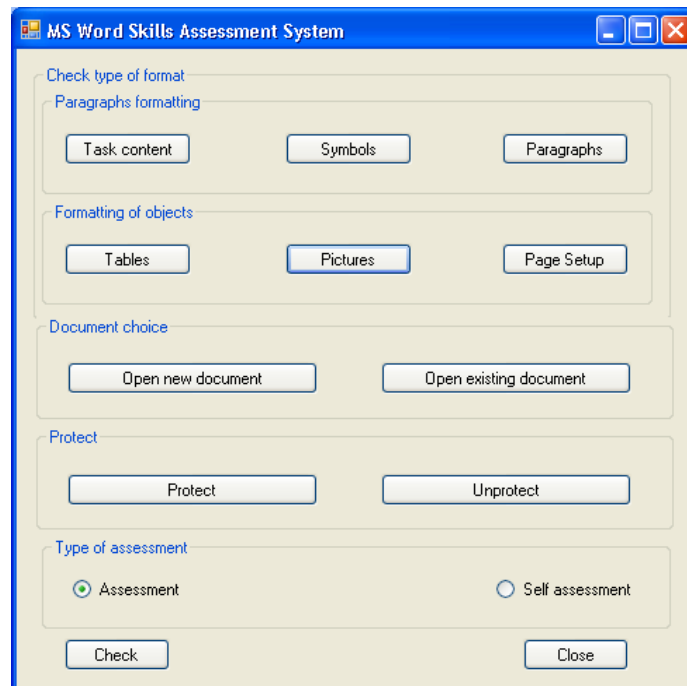 MS Word Skills Assessment System
Check type of format
Paragraphs formatting
Task content Symbols Paragraphs
Formatting of objects
Tables Pictures Page Setup
Document choice
Open new document Open existing document
Protect
Protect Unprotect
Type of assessment
Assessment Self assessment
Check Close